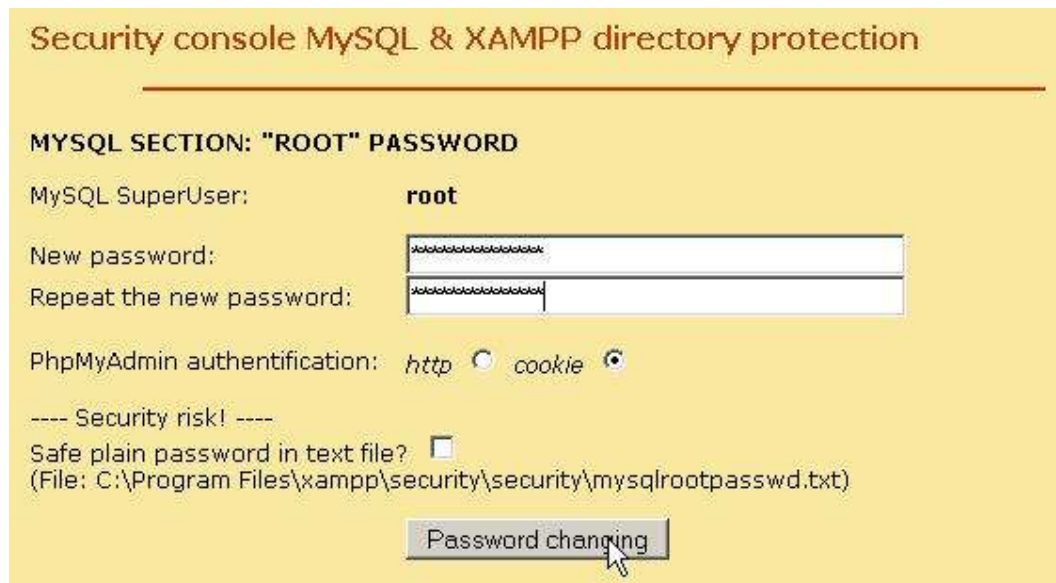 Security console MySQL & XAMPP directory protection
MYSQL SECTION: "ROOT" PASSWORD
MySQL SuperUser: root
New password: ****************
Repeat the new password: ****************
PhpMyAdmin authentification: http cookie
---- Security risk! ----
Safe plain password in text file?
(File: C:\Program Files\xampp\security\security\mysqlrootpasswd.txt)
Password changing